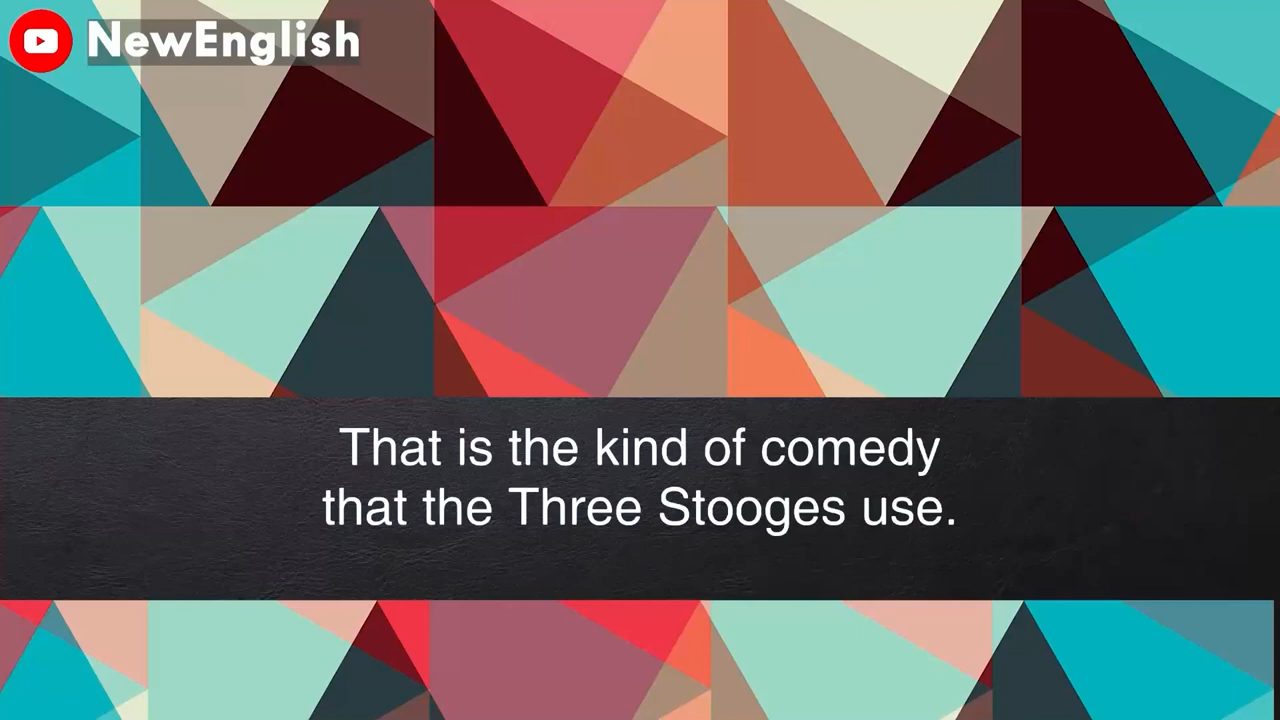 NewEnglish
That is the kind of comedy
that the Three Stooges use.